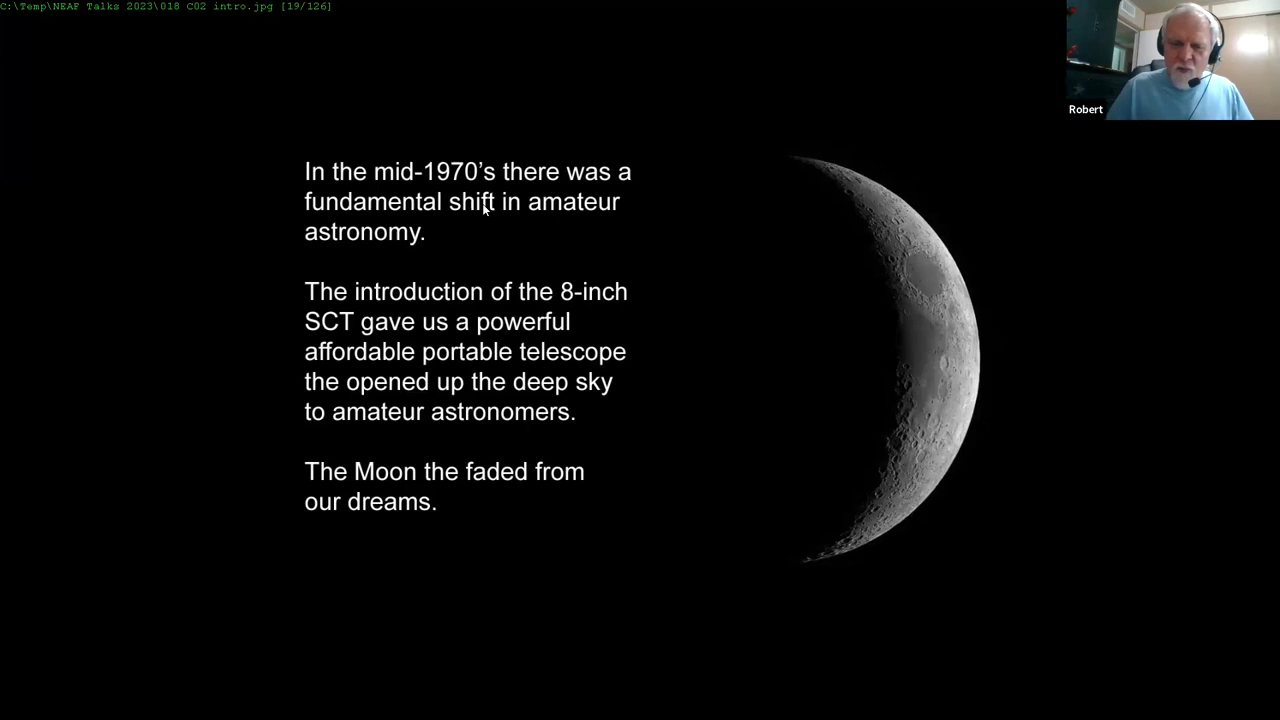 C:\Temp\NEAF Talks 2023\018 C02 intro.jpg [19/126]
Robert
In the mid-1970’s there was a
fundamental shift in amateur
astronomy.
The introduction of the 8-inch
SCT gave us a powerful
affordable portable telescope
the opened up the deep sky
to amateur astronomers.
The Moon the faded from
our dreams.